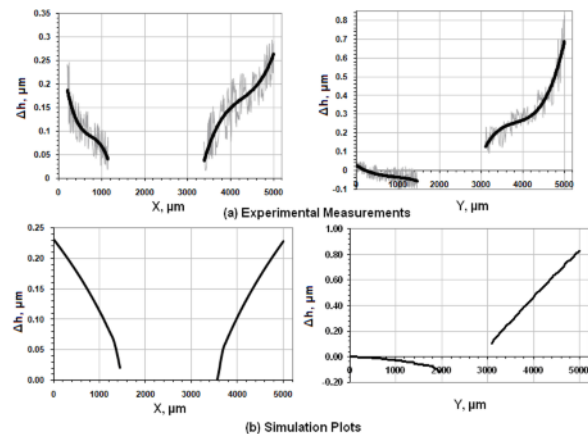 0.35
0.3
0.25
0.2
0.15
0.1
0.05
0
Δh, µm
0 1000 2000 3000 4000 5000
X, µm
0.8
0.7
0.6
0.5
0.4
0.3
0.2
0.1
0
-0.1
Δh, µm
0 1000 2000 3000 4000 5000
Y, µm
(a) Experimental Measurements
0.25
0.20
0.15
0.10
0.05
0.00
Δh, µm
0 1000 2000 3000 4000 5000
X, µm
1.00
0.80
0.60
0.40
0.20
0.00
-0.20
Δh, µm
0 1000 2000 3000 4000 5000
Y, µm
(b) Simulation Plots